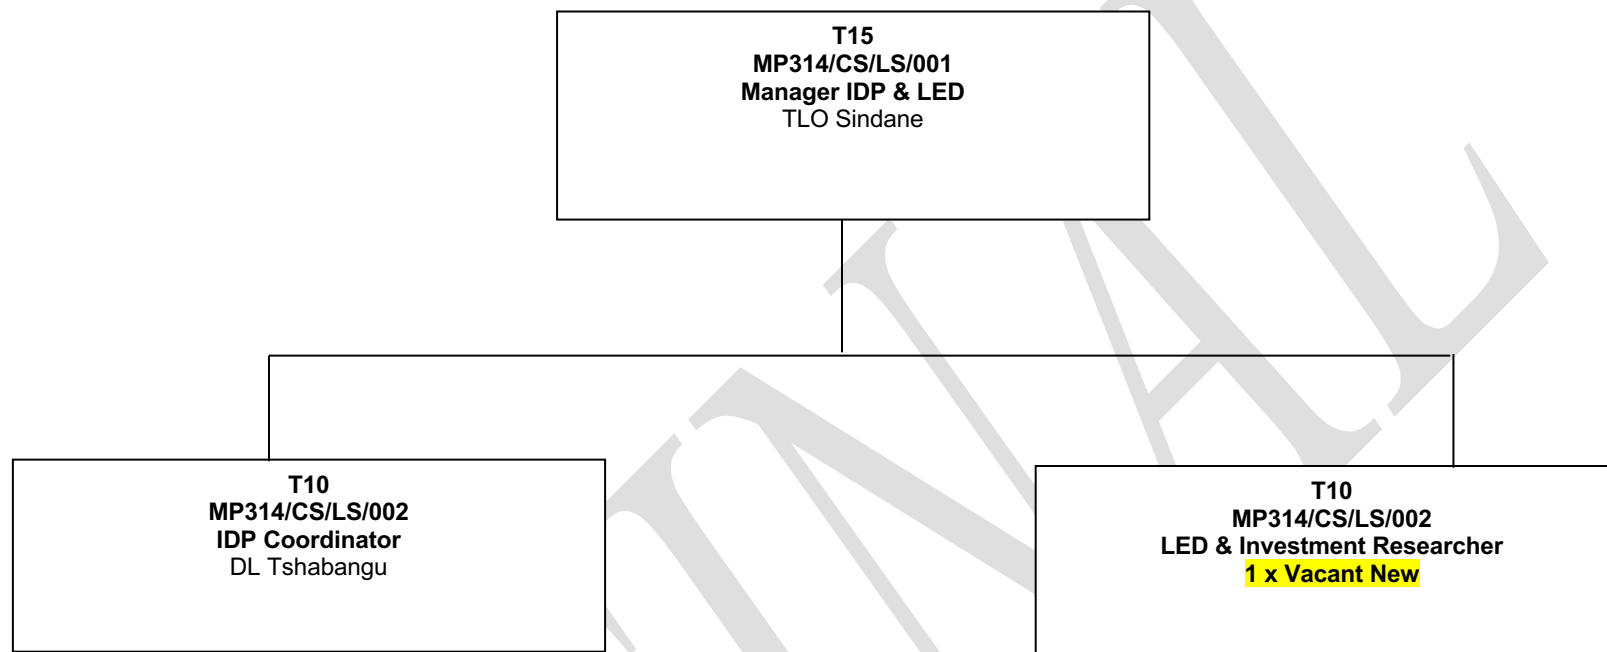 T15
MP314/CS/LS/001
Manager IDP & LED
TLO Sindane
T10
MP314/CS/LS/002
IDP Coordinator
DL Tshabangu
T10
MP314/CS/LS/002
LED & Investment Researcher
1 x Vacant New